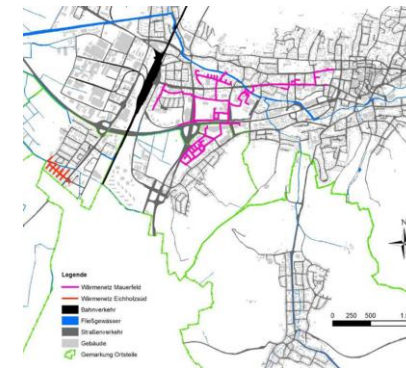 Legende
Wärmenetz Mauerfeld
Wärmenetz Eichholzsüd
Bahnverkehr
Fließgewässer
Straßenverkehr
Gebäude
Gemarkung Ortsteile
N
0 250 500